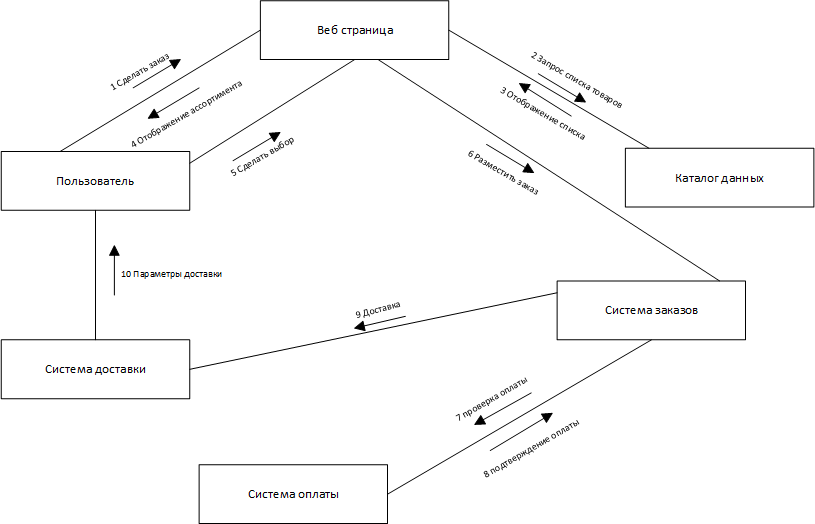 Веб страница
1 Сделать заказ
2 Запрос списка товаров
3 Отображение списка
4 Отображение ассортимента
5 Сделать выбор
6 Разместить заказ
Пользователь
Каталог данных
10 Параметры доставки
9 Доставка
Система заказов
Система доставки
7 проверка оплаты
8 подтверждение оплаты
Система оплаты